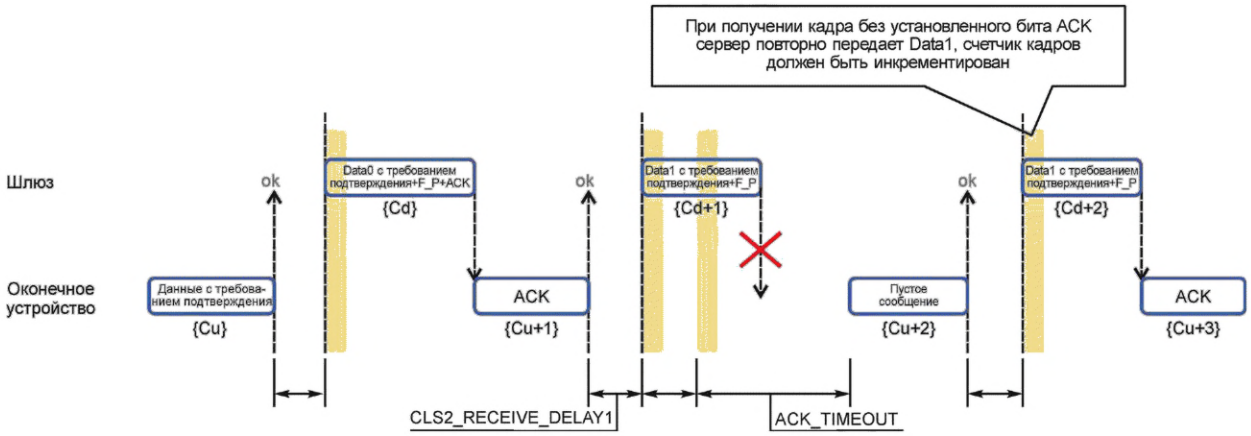 При получении кадра без установленного бита ACK
сервер повторно передает Data1, счетчик кадров
должен быть инкрементирован
Шлюз
ok
Data0 с требованием
подтверждения+F_P+ACK
{Cd}
ok
Data1 с требованием
подтверждения+F_P
{Cd+1}
ok
Data1 с требованием
подтверждения+F_P
{Cd+2}
Оконечное
устройство
Данные с требова-
нием подтверждения
{Cu}
ACK
{Cu+1}
Пустое
сообщение
{Cu+2}
ACK
{Cu+3}
CLS2_RECEIVE_DELAY1
ACK_TIMEOUT